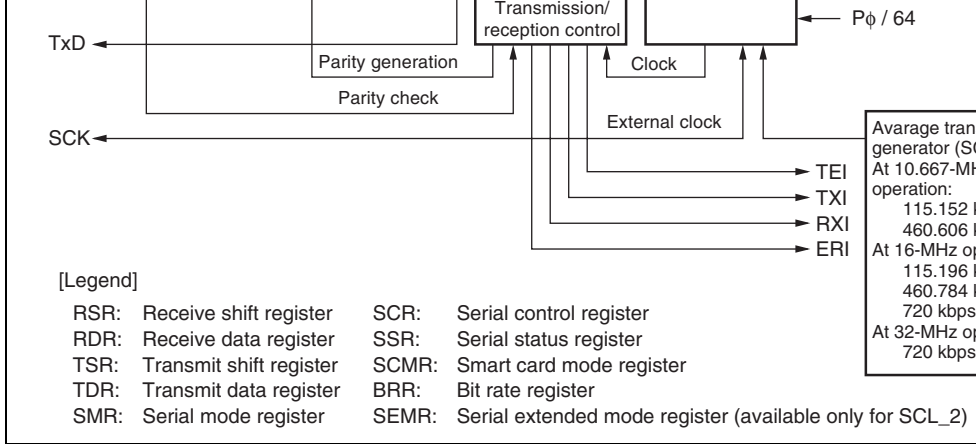 Transmission/
reception control
Pϕ / 64
TxD
Parity generation
Clock
Parity check
External clock
SCK
Avarage tran
generator (SC
At 10.667-MH
operation:
115.152 k
460.606 k
At 16-MHz op
115.196 k
460.784 k
720 kbps
At 32-MHz op
720 kbps
TEI
TXI
RXI
ERI
[Legend]
RSR: Receive shift register SCR: Serial control register
RDR: Receive data register SSR: Serial status register
TSR: Transmit shift register SCMR: Smart card mode register
TDR: Transmit data register BRR: Bit rate register
SMR: Serial mode register SEMR: Serial extended mode register (available only for SCL_2)